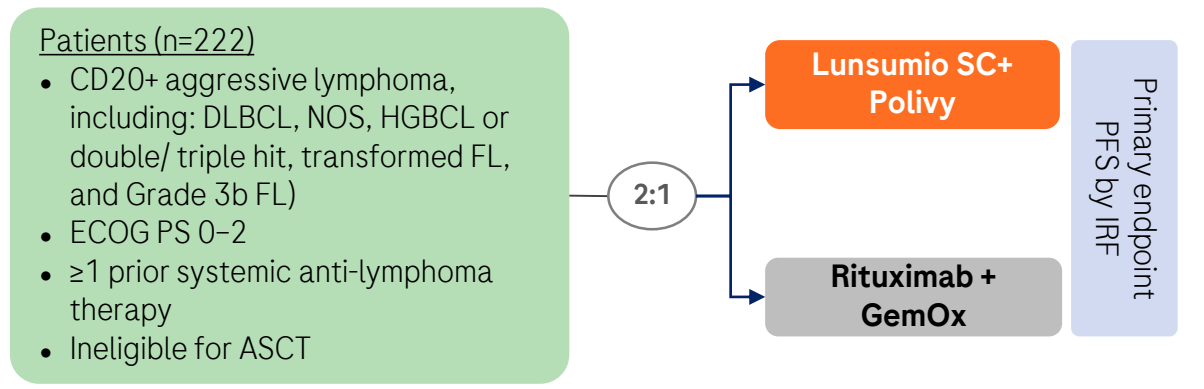 Patients (n=222)
• CD20+ aggressive lymphoma,
including: DLBCL, NOS, HGBCL or
double/ triple hit, transformed FL,
and Grade 3b FL)
• ECOG PS 0–2
• ≥1 prior systemic anti-lymphoma
therapy
• Ineligible for ASCT
2:1
Lunsumio SC+
Polivy
Rituximab +
GemOx
Primary endpoint
PFS by IRF